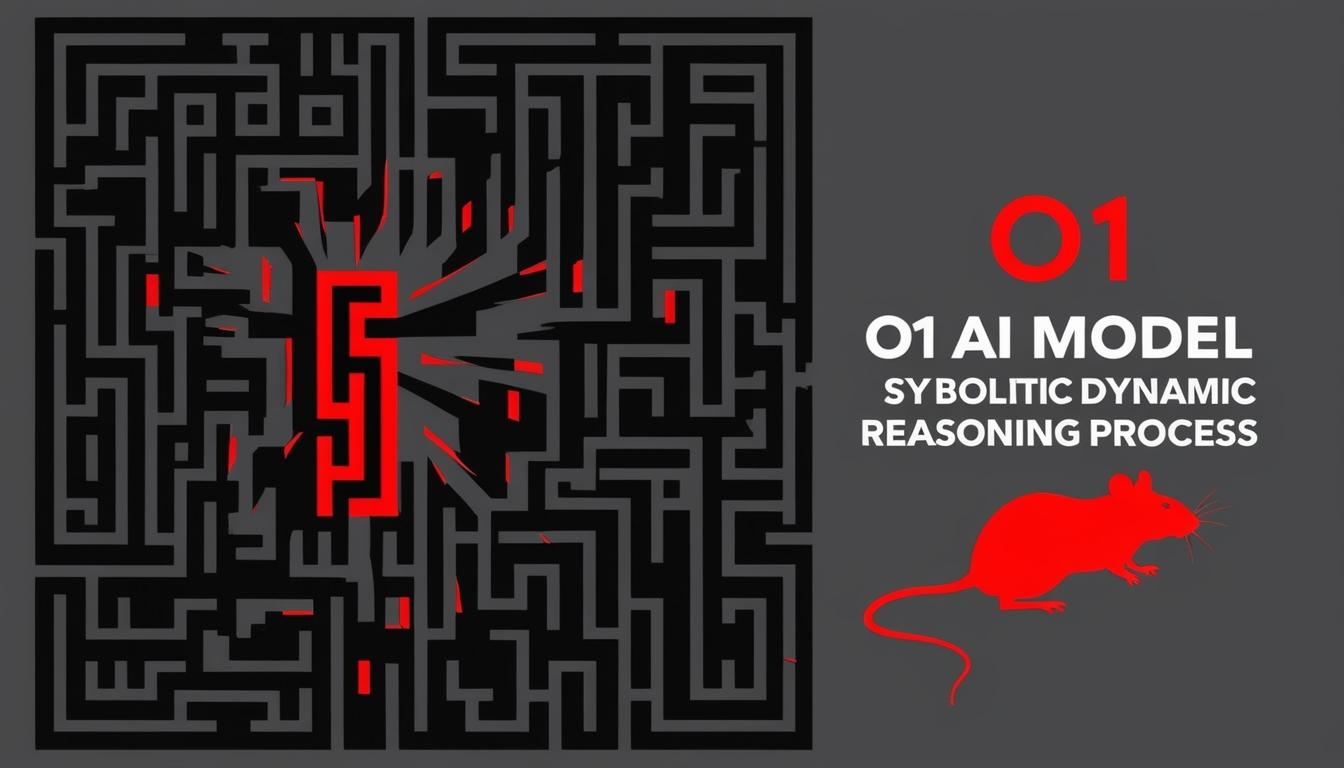 O1
O1 AI MODEL
SYBOLITIC DYNAMIC
REASONING PROCESS